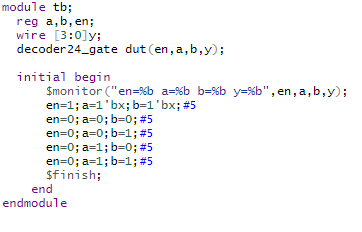 module tb;
  reg a,b,en;
  wire [3:0]y;
  decoder24_gate dut(en,a,b,y);
  initial begin
      $monitor("en=%b a=%b b=%b y=%b",en,a,b,y);
      en=1;a=1'bx;b=1'bx;#5
      en=0;a=0;b=0;#5
      en=0;a=0;b=1;#5
      en=0;a=1;b=0;#5
      en=0;a=1;b=1;#5
      $finish;
    end
endmodule